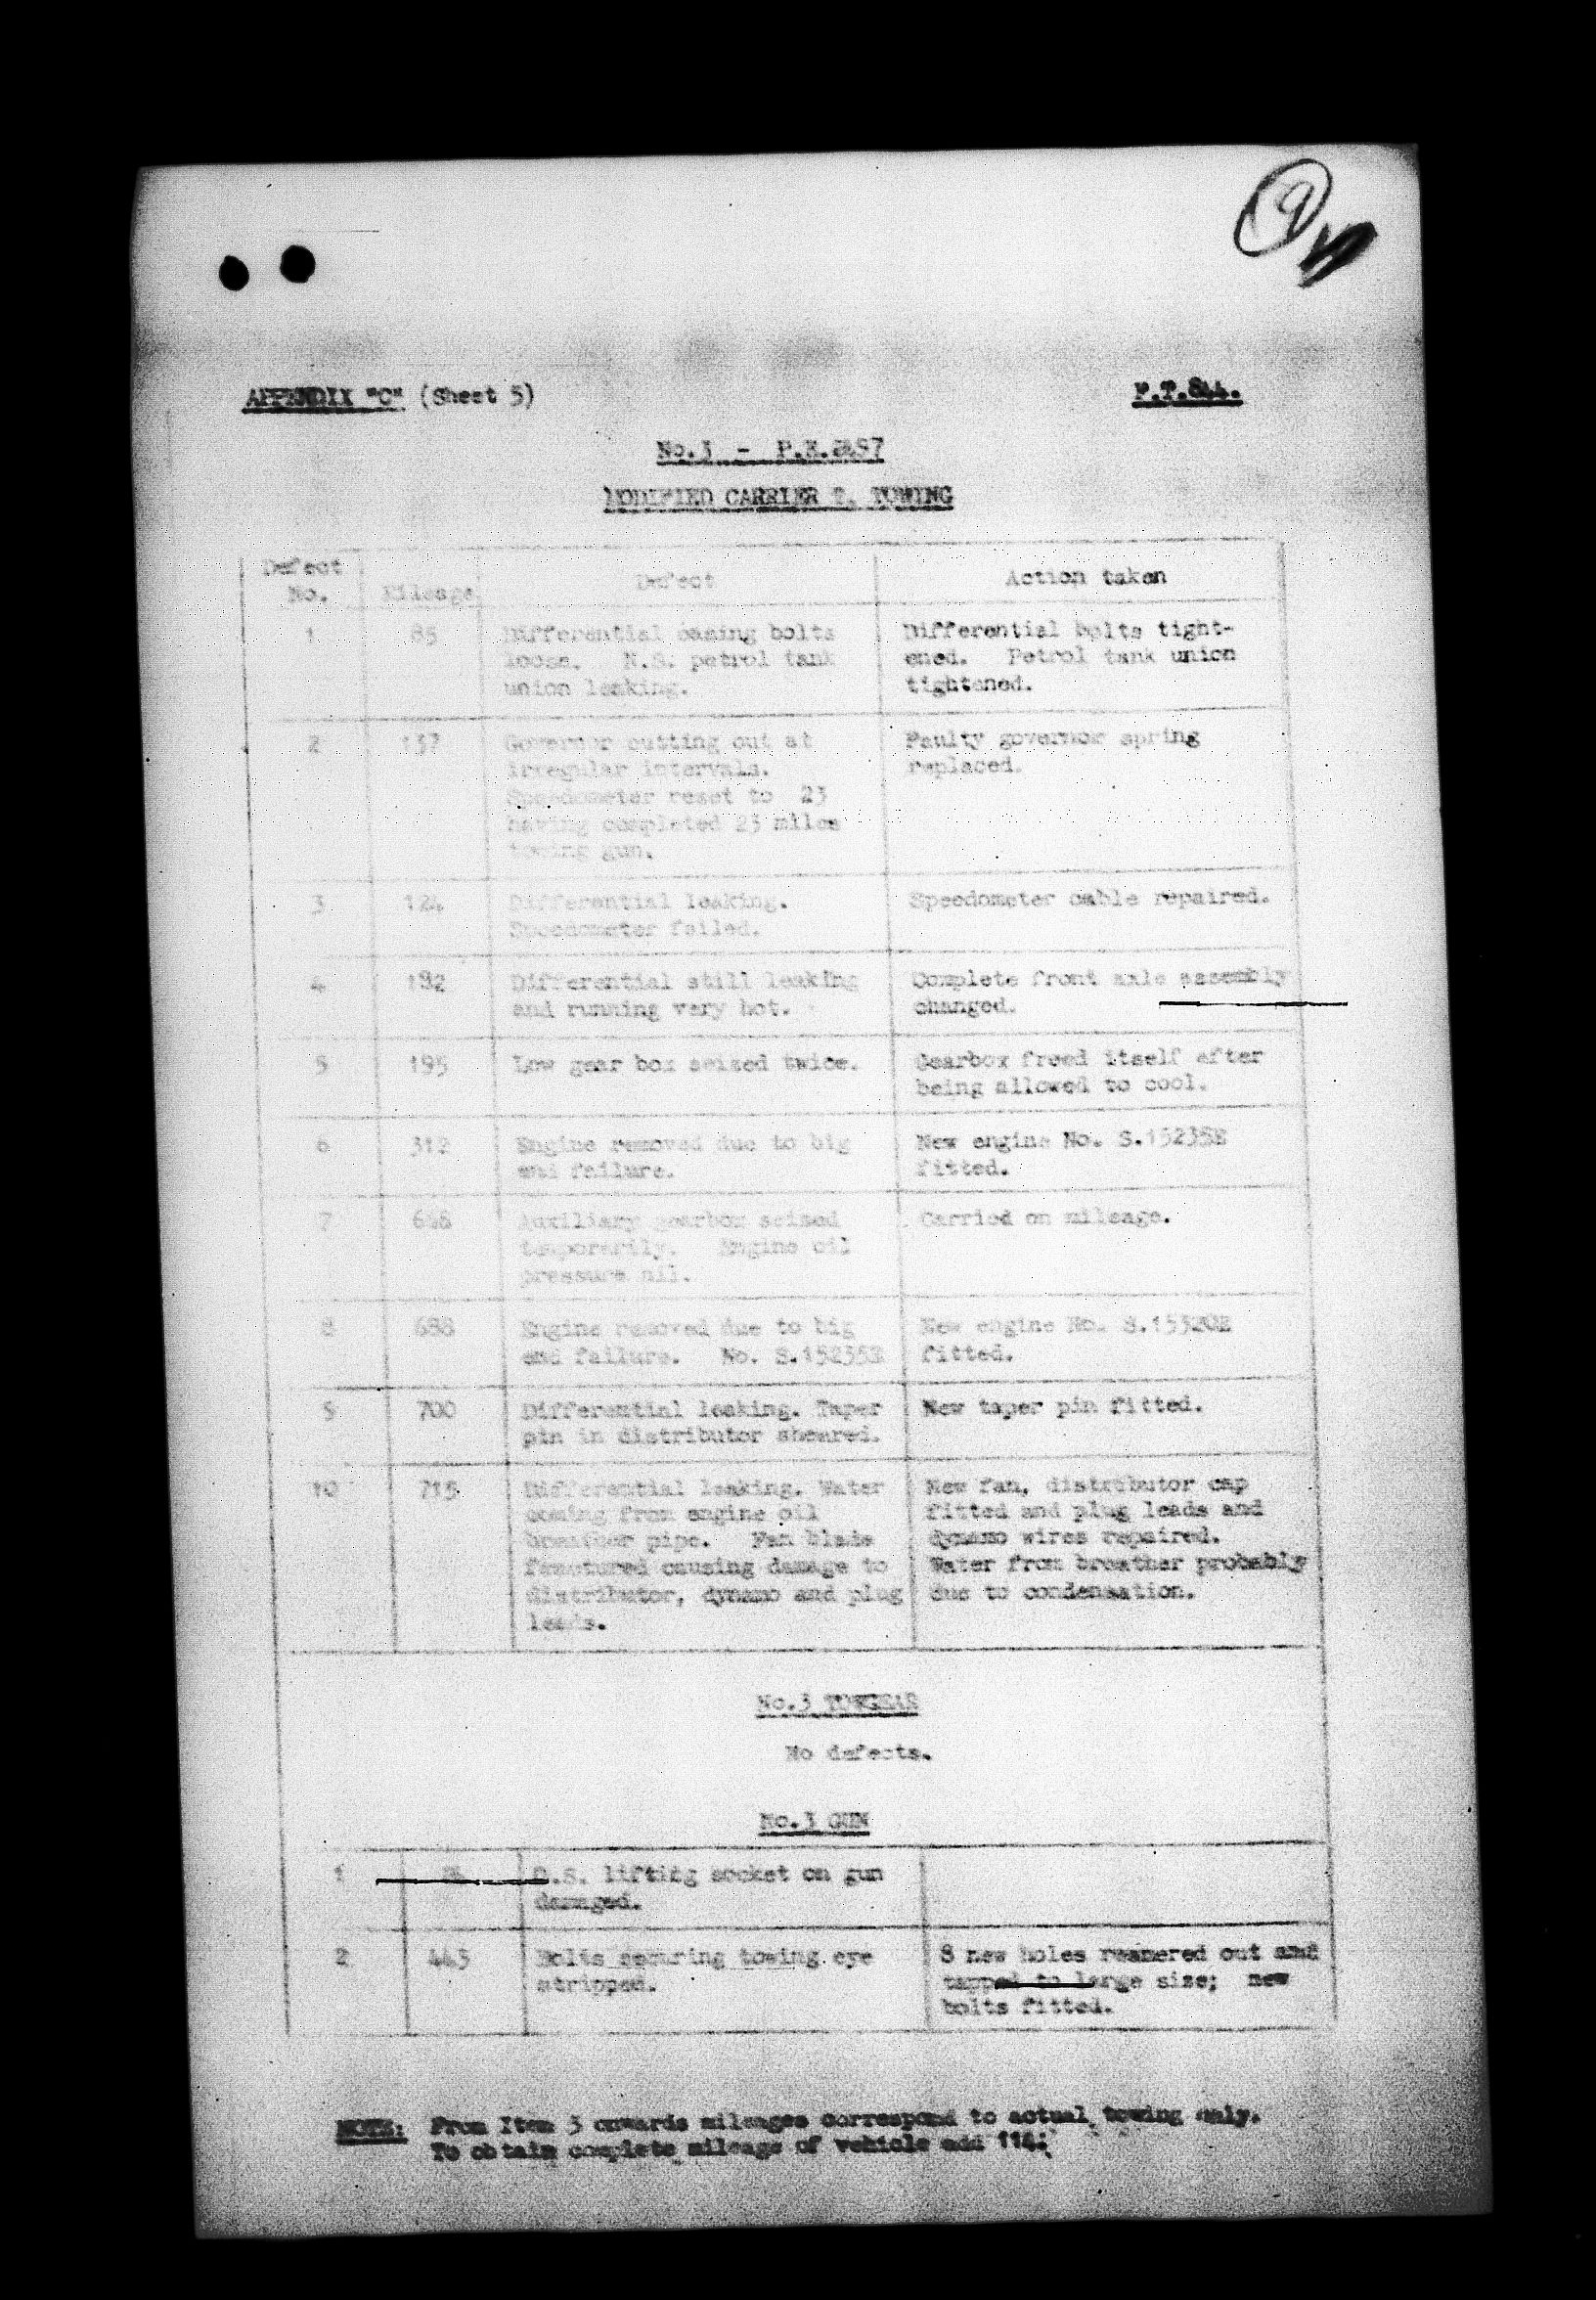 APPENDIX "C" (Sheet 5)
P.T.844.
No.3 - P.E.
MODIFIED CARRIER T. TOWING
Defect No.
Mileage
Defect
Action taken
1
85
Differential casing bolts
loose. N.S. petrol tank
union leaking.
Differential bolts tight-
ened. Petrol tank union
tightened.
2
137
Governor cutting out at
irregular intervals.
Speedometer reset to 23
having completed 23 miles
towing gun.
Faulty governor spring
replaced.
3
124
Differential leaking.
Speedometer failed.
Speedometer cable repaired.
4
182
Differential still leaking
and running very hot.
Complete front axle assembly
changed.
5
195
Low gear box seized twice.
Gearbox freed itself after
being allowed to cool.
6
312
Engine removed due to big
end failure.
New engine No.
fitted.
7
Auxiliary gearbox seized
temporarily. Engine oil
pressure nil.
Carried on mileage.
8
688
Engine removed due to big
end failure. No.
New engine No.
fitted.
9
700
Differential leaking. Taper
pin in distributor sheared.
New taper pin fitted.
10
715
Differential leaking. Water
coming from engine oil
breather pipe. Fan blade
fractured causing damage to
distributor, dynamo and plug
leads.
New fan, distributor cap
fitted and plug leads and
dynamo wires repaired.
Water from breather probably
due to condensation.
No.3 TOWGEAR
No defects.
No.3 GUN
1
O.S. lifting socket on gun
damaged.
2
445
Bolts securing towing eye
stripped.
8 new holes reamered out and
tapped to large size; new
bolts fitted.
NOTE: From Item 3 onwards mileages correspond to actual towing only.
To obtain complete mileage of vehicle add 114.